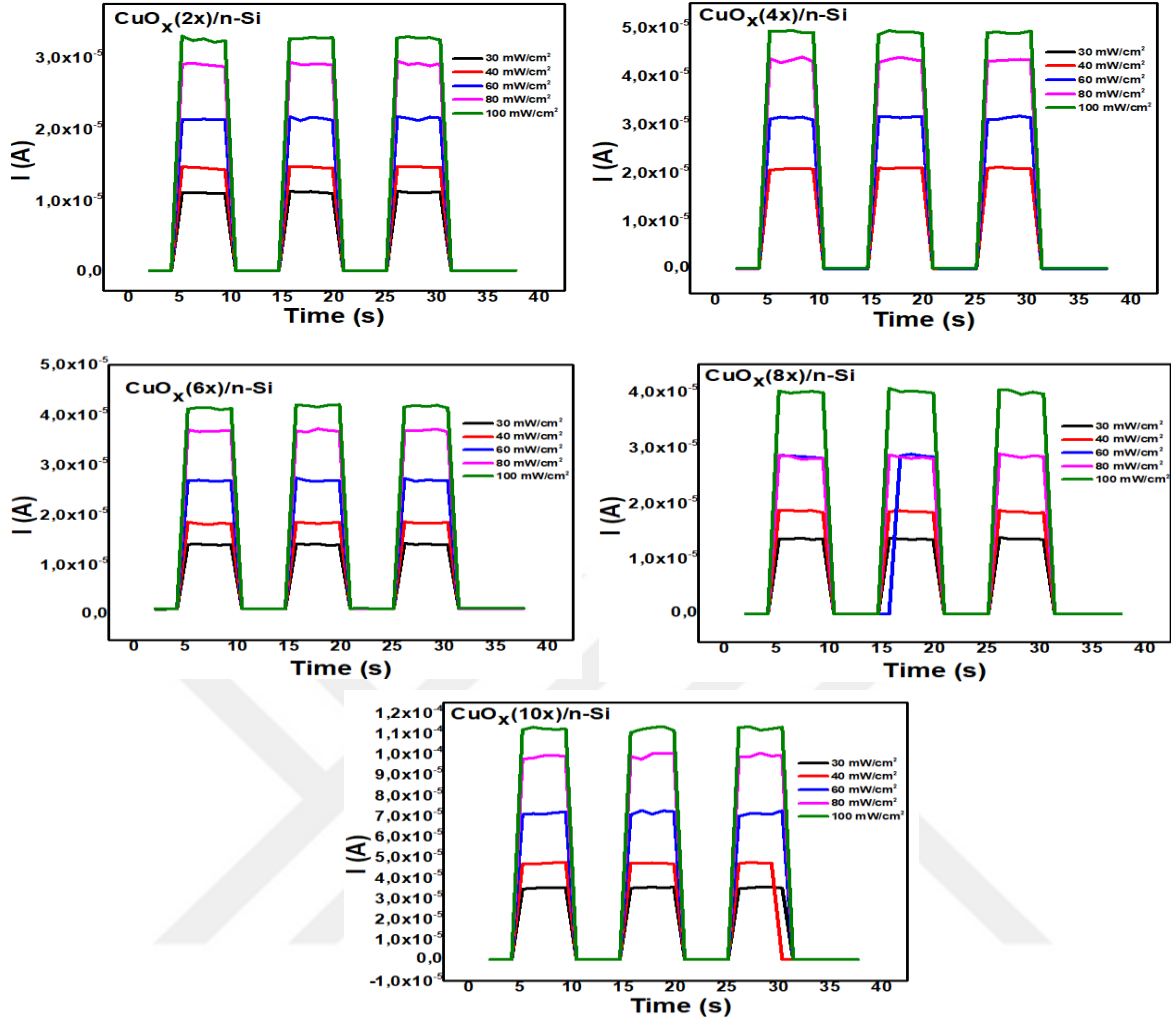 CuOx(2x)/n-Si
3,0x10-5
2,0x10-5
1,0x10-5
0,0
I (A)
30 mW/cm2
40 mW/cm2
60 mW/cm2
80 mW/cm2
100 mW/cm2
0 5 10 15 20 25 30 35 40
Time (s)
CuOx(4x)/n-Si
5,0x10-5
4,0x10-5
3,0x10-5
2,0x10-5
1,0x10-5
0,0
I (A)
30 mW/cm2
40 mW/cm2
60 mW/cm2
80 mW/cm2
100 mW/cm2
0 5 10 15 20 25 30 35 40
Time (s)
CuOx(6x)/n-Si
5,0x10-5
4,0x10-5
3,0x10-5
2,0x10-5
1,0x10-5
0,0
I (A)
30 mW/cm2
40 mW/cm2
60 mW/cm2
80 mW/cm2
100 mW/cm2
0 5 10 15 20 25 30 35 40
Time (s)
CuOx(8x)/n-Si
4,0x10-5
3,0x10-5
2,0x10-5
1,0x10-5
0,0
I (A)
30 mW/cm2
40 mW/cm2
60 mW/cm2
80 mW/cm2
100 mW/cm2
0 5 10 15 20 25 30 35 40
Time (s)
CuOx(10x)/n-Si
1,2x10-4
1,1x10-4
1,0x10-4
9,0x10-5
8,0x10-5
7,0x10-5
6,0x10-5
5,0x10-5
4,0x10-5
3,0x10-5
2,0x10-5
1,0x10-5
0,0
-1,0x10-5
I (A)
30 mW/cm2
40 mW/cm2
60 mW/cm2
80 mW/cm2
100 mW/cm2
0 5 10 15 20 25 30 35 40
Time (s)